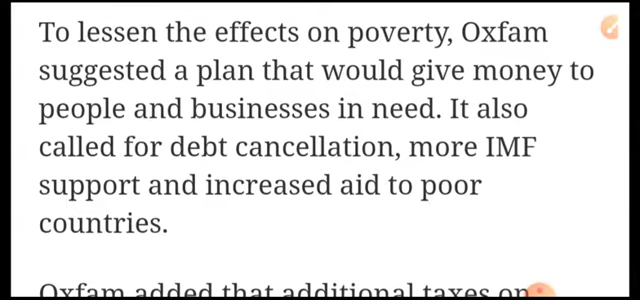 To lessen the effects on poverty, Oxfam
suggested a plan that would give money to
people and businesses in need. It also
called for debt cancellation, more IMF
support and increased aid to poor
countries.
Oxfam added that additional taxes on